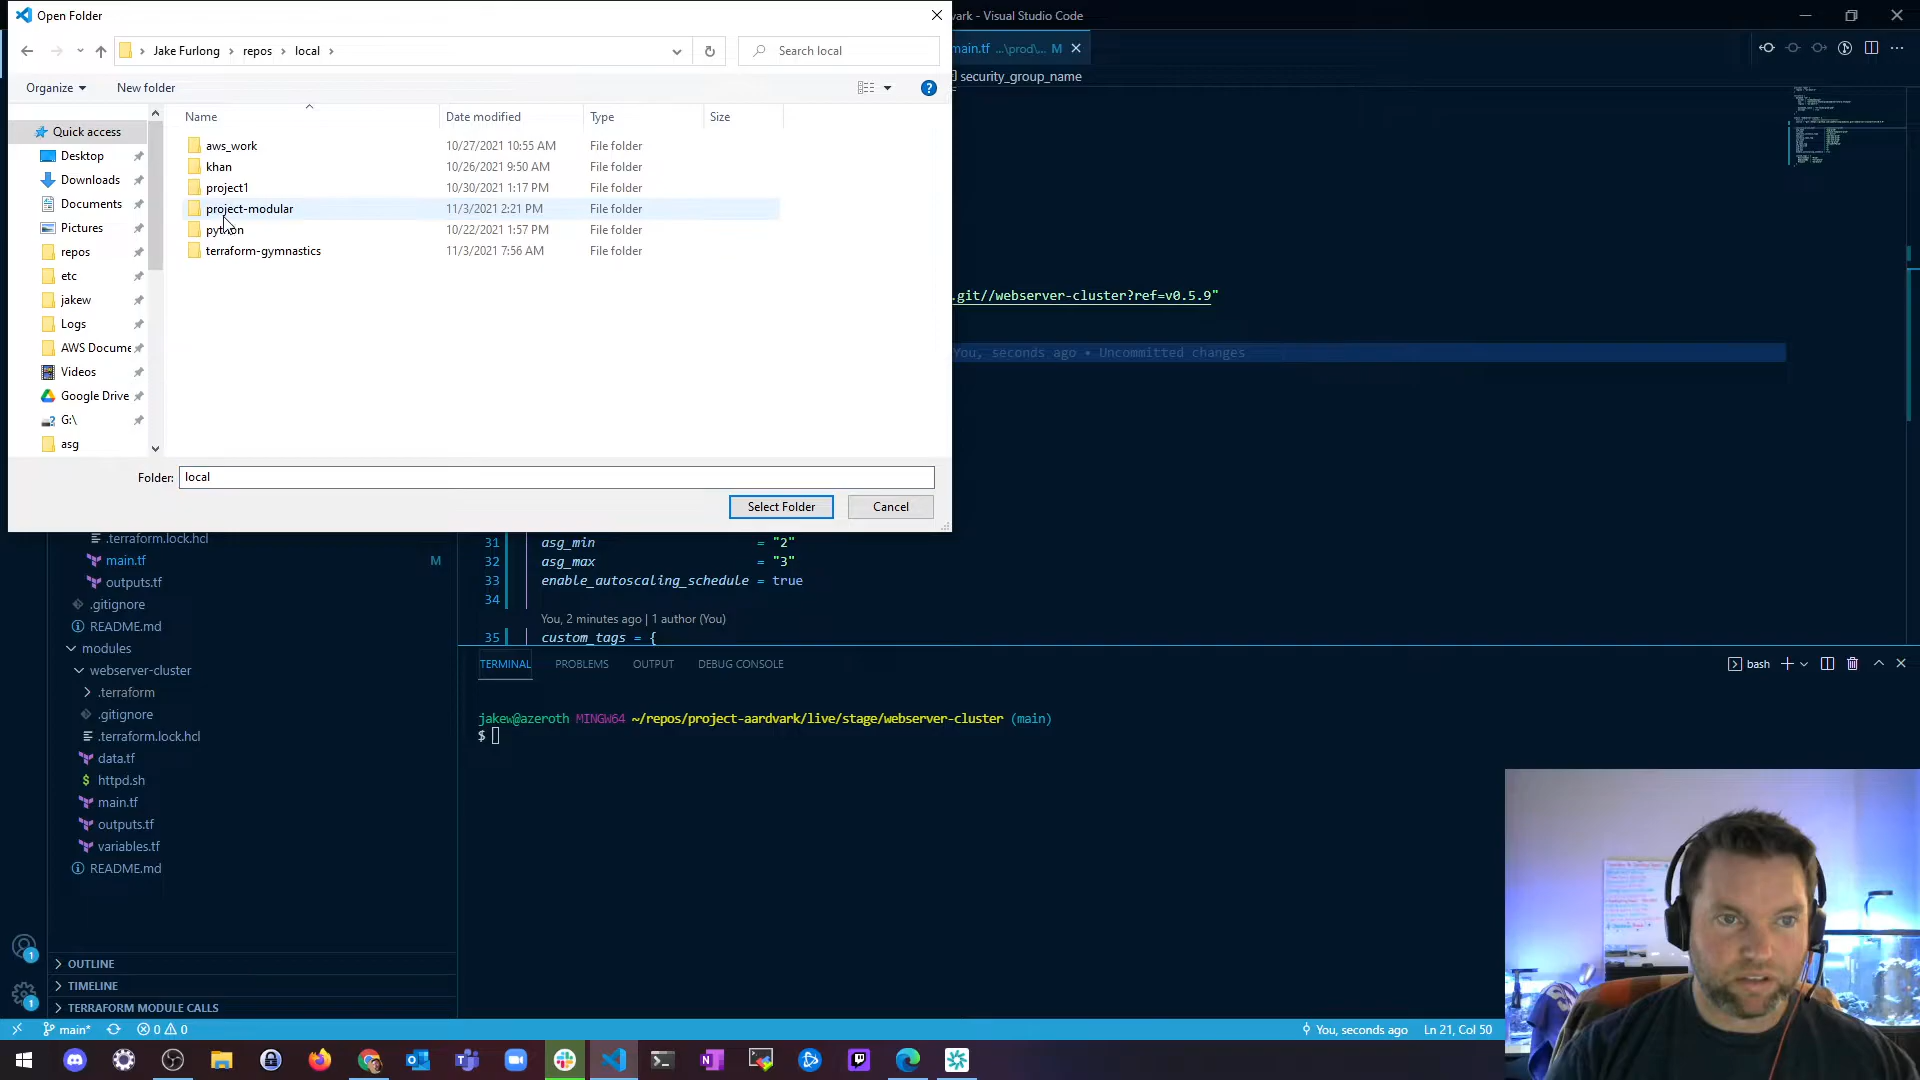 Open Folder
vark - Visual Studio Code
Jake Furlong > repos > local >
Search local
main.tf ...\prod\... M
security_group_name
Organize
New folder
Name Date modified Type Size
Quick access
Desktop
Downloads
Documents
Pictures
repos
etc
jakew
Logs
AWS Docume
Videos
Google Drive
G:\
asg
aws_work 10/27/2021 10:55 AM File folder
khan 10/26/2021 9:50 AM File folder
project1 10/30/2021 1:17 PM File folder
project-modular 11/3/2021 2:21 PM File folder
python 10/22/2021 1:57 PM File folder
terraform-gymnastics 11/3/2021 7:56 AM File folder
.git//webserver-cluster?ref=v0.5.9"
You, seconds ago • Uncommitted changes
Folder: local
Select Folder
Cancel
.terraform.lock.hcl
main.tf M
outputs.tf
.gitignore
README.md
modules
webserver-cluster
.terraform
.gitignore
.terraform.lock.hcl
data.tf
httpd.sh
main.tf
outputs.tf
variables.tf
README.md
OUTLINE
TIMELINE
TERRAFORM MODULE CALLS
31 asg_min = "2"
32 asg_max = "3"
33 enable_autoscaling_schedule = true
34
You, 2 minutes ago | 1 author (You)
35 custom_tags = {
TERMINAL PROBLEMS OUTPUT DEBUG CONSOLE
bash
jakew@azeroth MINGW64 ~/repos/project-aardvark/live/stage/webserver-cluster (main)
$
1
1
main* 0 0
You, seconds ago Ln 21, Col 50